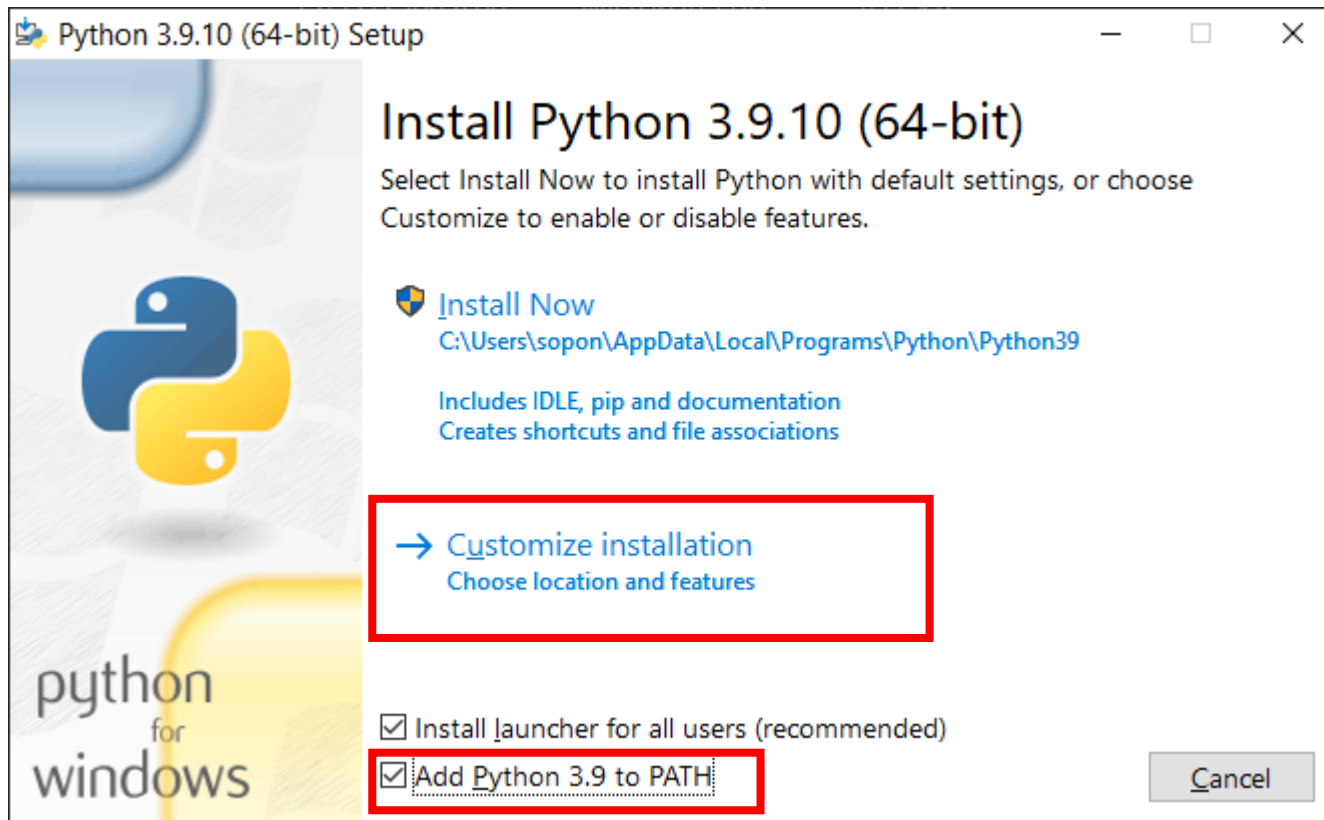 Python 3.9.10 (64-bit) Setup
Install Python 3.9.10 (64-bit)
Select Install Now to install Python with default settings, or choose
Customize to enable or disable features.
Install Now
C:\Users\sopon\AppData\Local\Programs\Python\Python39
Includes IDLE, pip and documentation
Creates shortcuts and file associations
Customize installation
Choose location and features
python
for
windows
Install launcher for all users (recommended)
Add Python 3.9 to PATH
Cancel